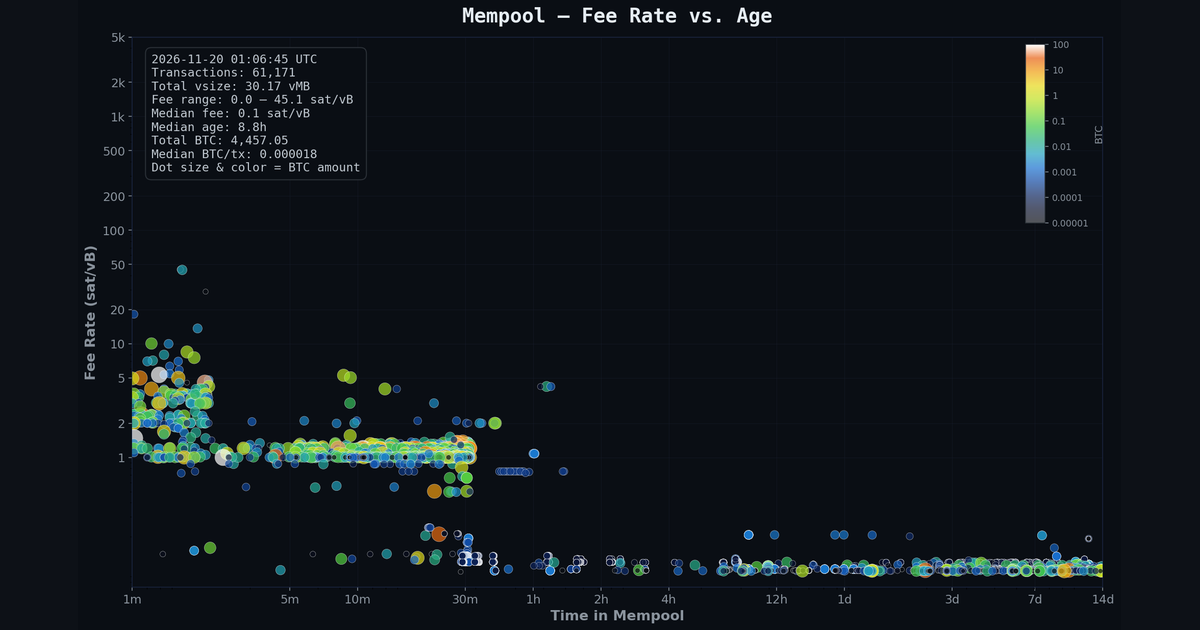 Mempool — Fee Rate vs. Age
5k
2k
1k
500
200
100
50
20
10
5
2
1
Fee Rate (sat/vB)
2026-11-20 01:06:45 UTC
Transactions: 61,171
Total vsize: 30.17 vMB
Fee range: 0.0 – 45.1 sat/vB
Median fee: 0.1 sat/vB
Median age: 8.8h
Total BTC: 4,457.05
Median BTC/tx: 0.000018
Dot size & color = BTC amount
100
10
1
0.1
0.01
0.001
0.0001
0.00001
BTC
1m 5m 10m 30m 1h 2h 4h 12h 1d 3d 7d 14d
Time in Mempool